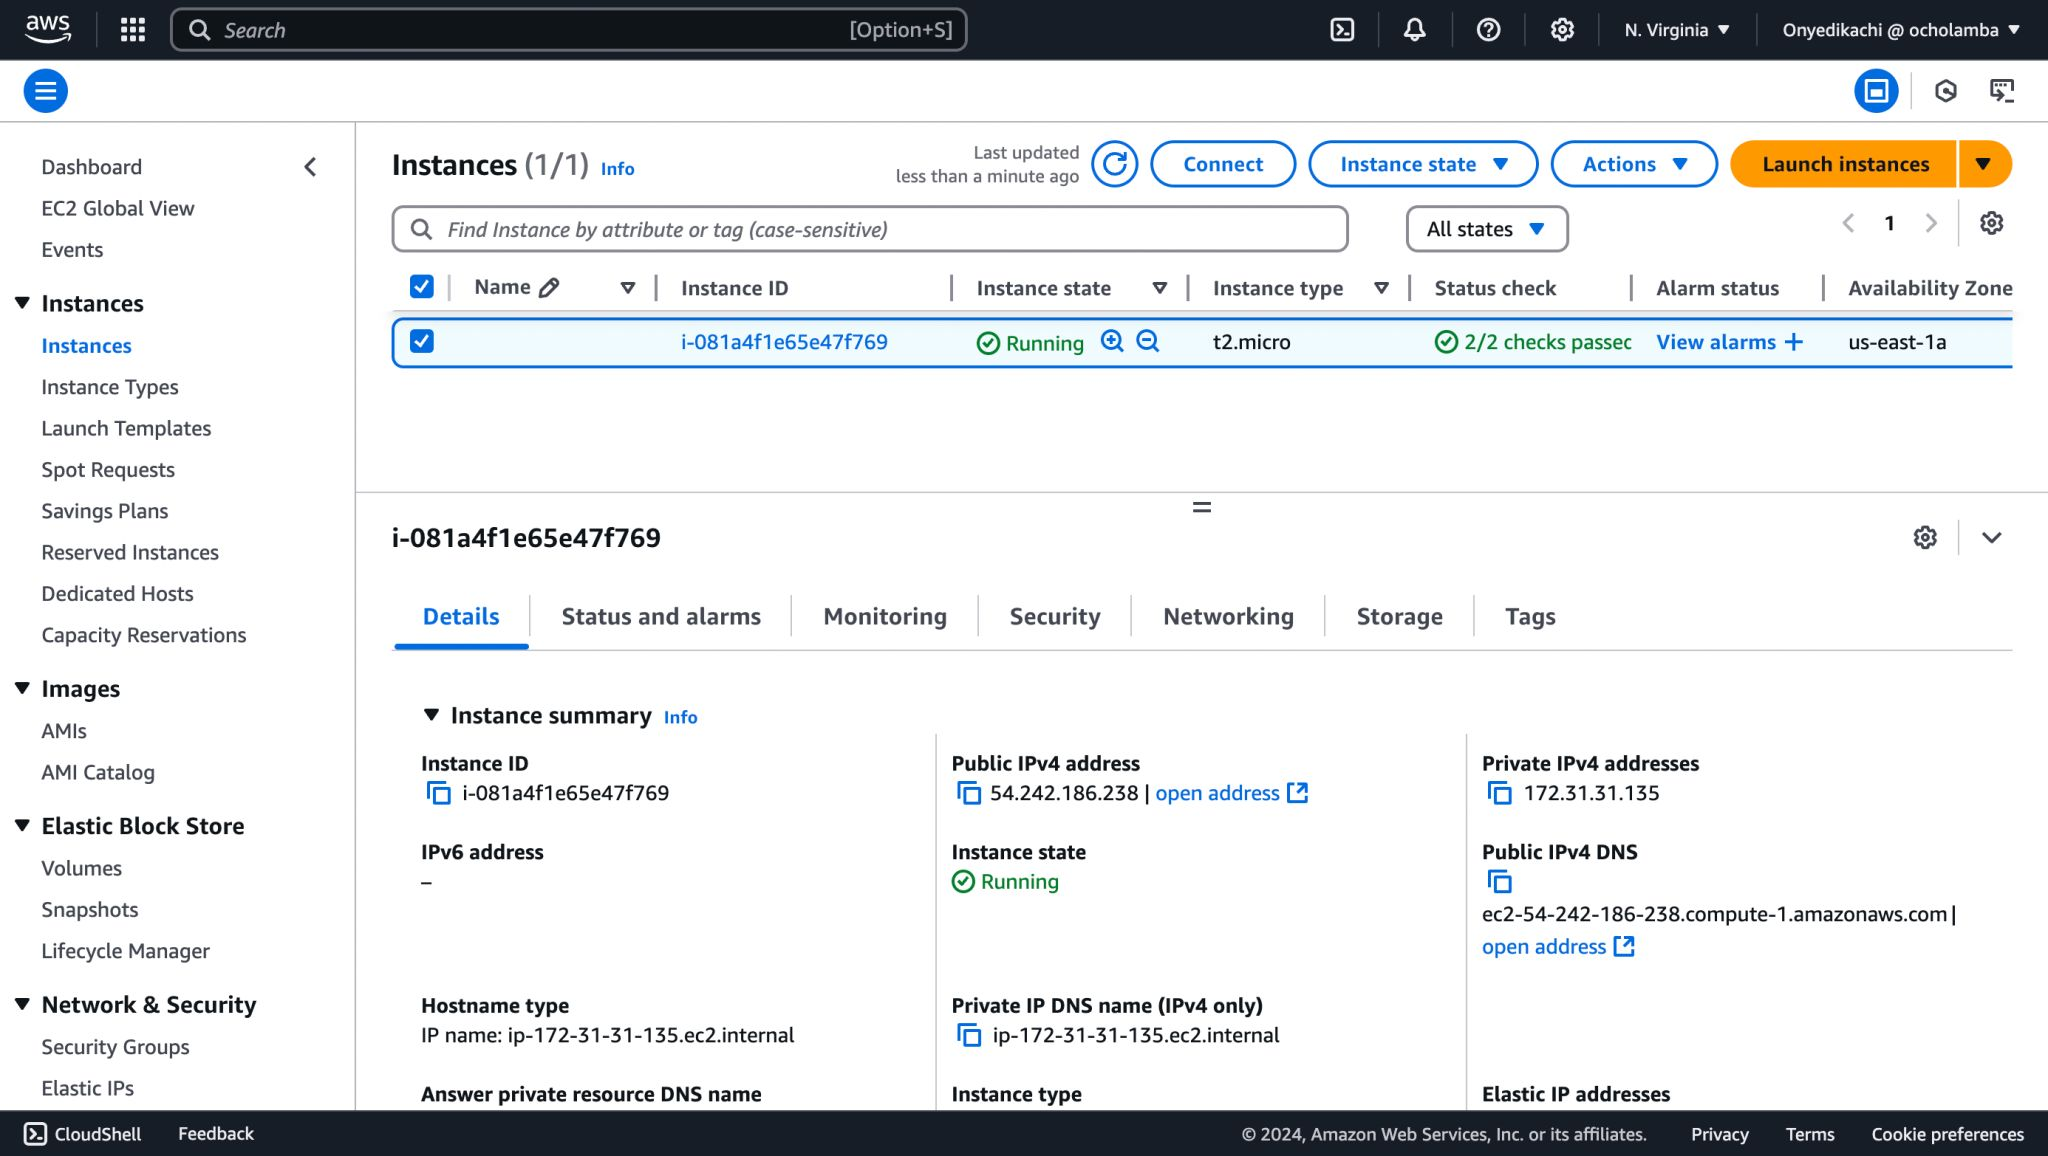 aws
Search [Option+S]
N. Virginia
Onyedikachi @ ocholamba
Dashboard
EC2 Global View
Events
Instances
Instances
Instance Types
Launch Templates
Spot Requests
Savings Plans
Reserved Instances
Dedicated Hosts
Capacity Reservations
Images
AMIs
AMI Catalog
Elastic Block Store
Volumes
Snapshots
Lifecycle Manager
Network & Security
Security Groups
Elastic IPs
Instances (1/1) Info
Last updated
less than a minute ago
Connect
Instance state
Actions
Launch instances
Find Instance by attribute or tag (case-sensitive)
All states
1
Name Instance ID Instance state Instance type Status check Alarm status Availability Zone
i-081a4f1e65e47f769 Running t2.micro 2/2 checks passec View alarms + us-east-1a
i-081a4f1e65e47f769
Details Status and alarms Monitoring Security Networking Storage Tags
Instance summary Info
Instance ID
i-081a4f1e65e47f769
Public IPv4 address
54.242.186.238 | open address
Private IPv4 addresses
172.31.31.135
IPv6 address
–
Instance state
Running
Public IPv4 DNS
ec2-54-242-186-238.compute-1.amazonaws.com |
open address
Hostname type
IP name: ip-172-31-31-135.ec2.internal
Private IP DNS name (IPv4 only)
ip-172-31-31-135.ec2.internal
Answer private resource DNS name
Instance type
Elastic IP addresses
CloudShell Feedback
© 2024, Amazon Web Services, Inc. or its affiliates. Privacy Terms Cookie preferences